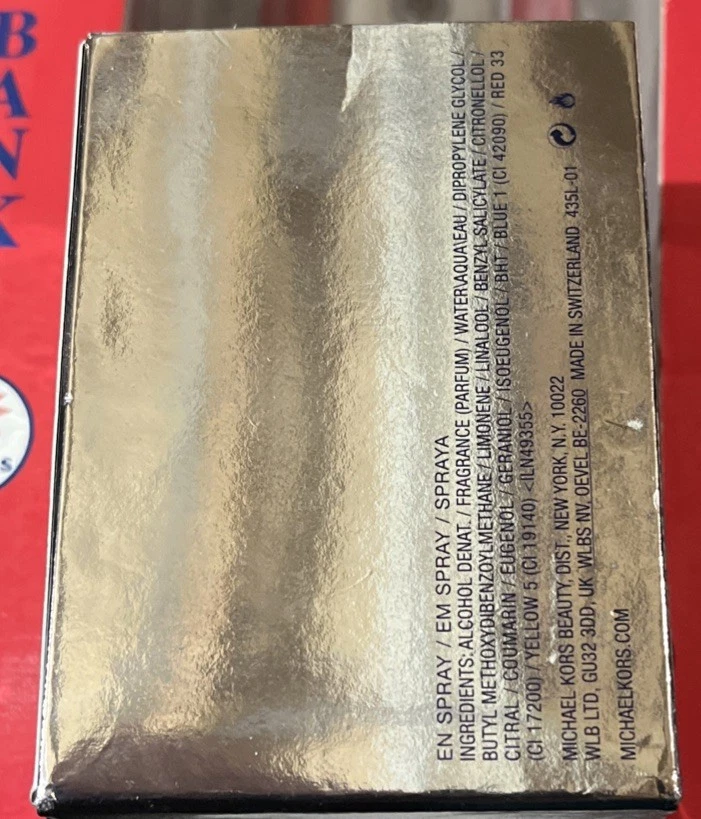 EN SPRAY / EM SPRAY / SPRAYA
INGREDIENTS: ALCOHOL DENAT. / FRAGRANCE (PARFUM) / WATER\AQUA\EAU / DIPROPYLENE GLYCOL /
BUTYL METHOXYDIBENZOYLMETHANE / LIMONENE / LINALOOL / BENZYL SALICYLATE / CITRONELLOL /
CITRAL / COUMARIN / EUGENOL / GERANIOL / ISOEUGENOL / BHT / BLUE 1 (CI 42090) / RED 33
(CI 17200) / YELLOW 5 (CI 19140) <ILN49355>
MICHAEL KORS BEAUTY, DIST., NEW YORK, N.Y. 10022
WLB LTD, GU32 3DD, UK WLBS NV, OEVEL BE-2260 MADE IN SWITZERLAND 435L-01
MICHAELKORS.COM